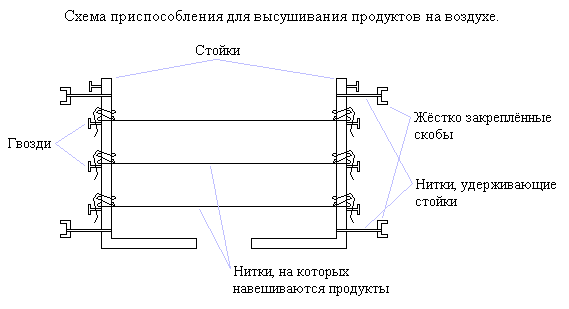 Схема приспособления для высушивания продуктов на воздухе.
Стойки
Жёстко закреплённые
скобы
Гвозди
Нитки, удерживающие
стойки
Нитки, на которых
навешиваются продукты